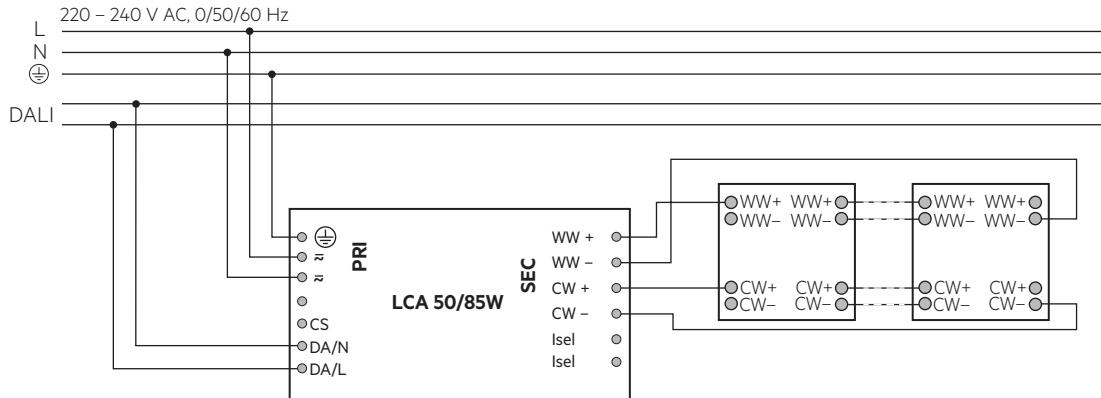 220 – 240 V AC, 0/50/60 Hz
L
N
DALI
PRI
CS
DA/N
DA/L
LCA 50/85W
SEC
WW +
WW –
CW +
CW –
Isel
Isel
WW+ WW+
WW– WW–
CW+ CW+
CW– CW–
WW+ WW+
WW– WW–
CW+ CW+
CW– CW–